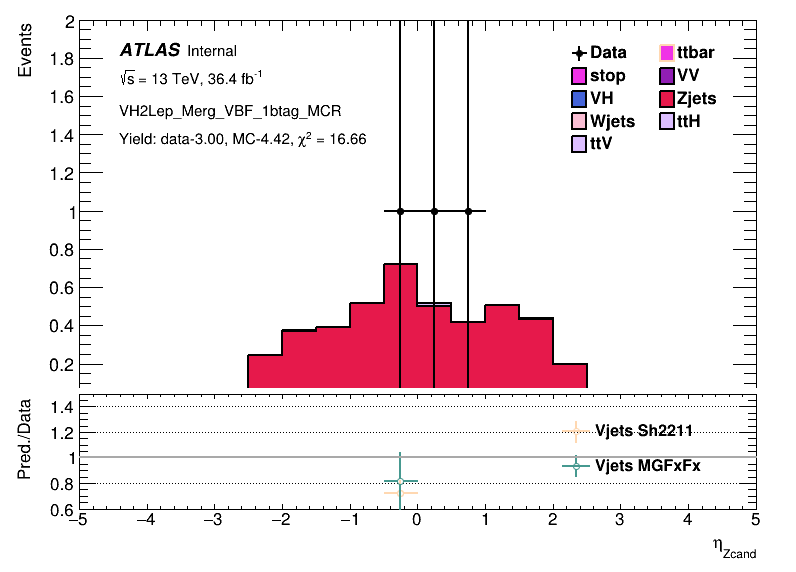 Events
2
1.8
1.6
1.4
1.2
1
0.8
0.6
0.4
0.2
ATLAS Internal
√s = 13 TeV, 36.4 fb⁻¹
VH2Lep_Merg_VBF_1btag_MCR
Yield: data-3.00, MC-4.42, χ² = 16.66
Data
ttbar
stop
VV
VH
Zjets
Wjets
ttH
ttV
Pred./Data
1.4
1.2
1
0.8
0.6
Vjets Sh2211
Vjets MGFxFx
−5 −4 −3 −2 −1 0 1 2 3 4 5
η_Zcand